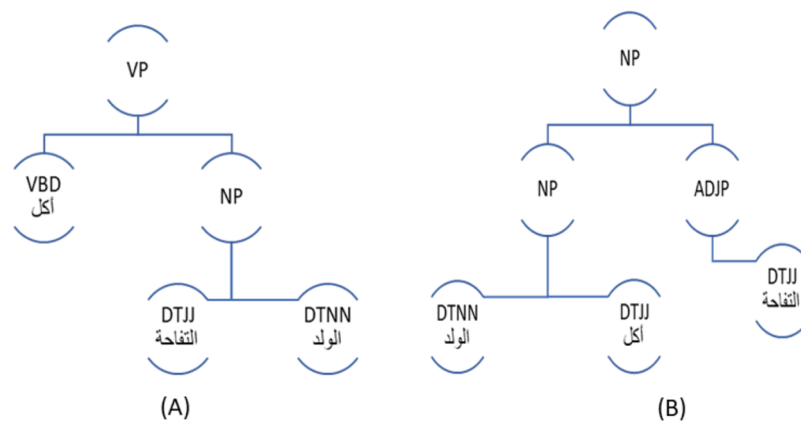 VP
NP
VBD
أكل
NP
NP
ADJP
DTJJ
التفاحة
DTNN
الولد
DTNN
الولد
DTJJ
أكل
DTJJ
التفاحة
(A)
(B)